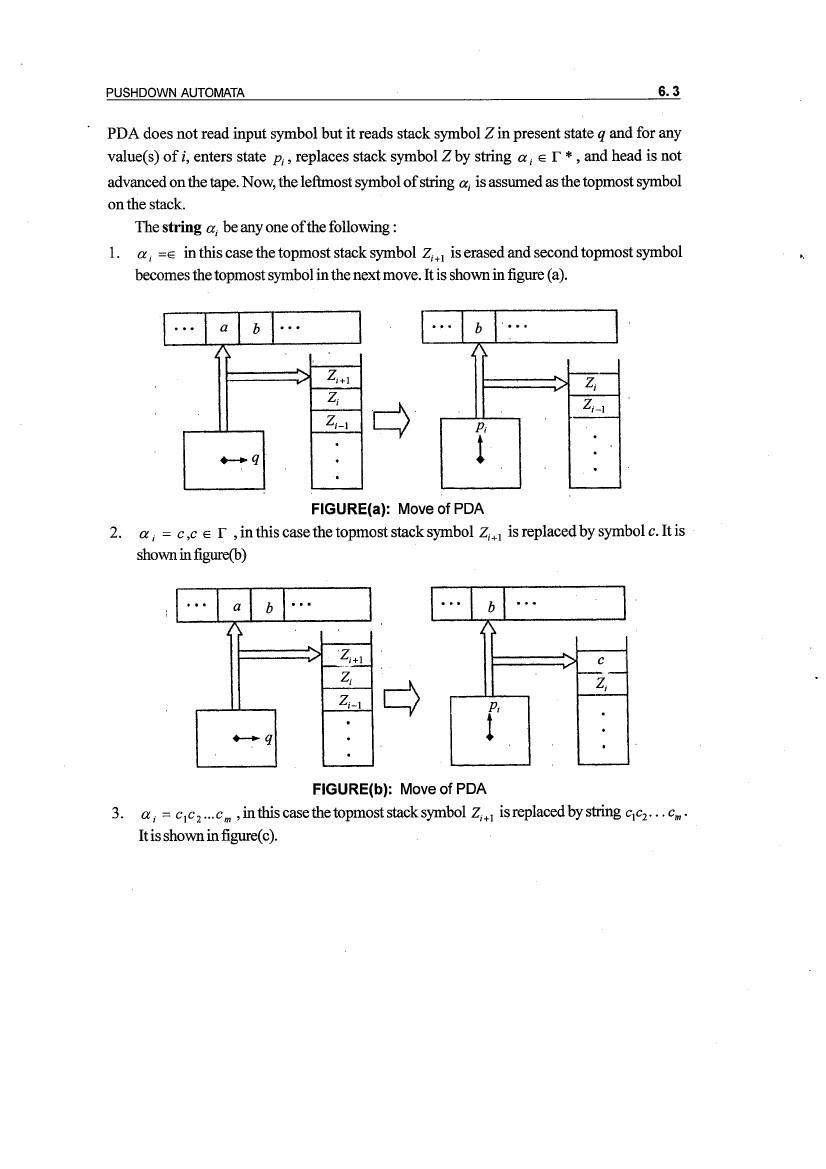 PUSHDOWN AUTOMATA 6.3
PDA does not read input symbol but it reads stack symbol Z in present state q and for any
value(s) of i, enters state pᵢ, replaces stack symbol Z by string αᵢ ∈ Γ*, and head is not
advanced on the tape. Now, the leftmost symbol of string αᵢ is assumed as the topmost symbol
on the stack.
The string αᵢ be any one of the following :
1. αᵢ =∈ in this case the topmost stack symbol Zᵢ₊₁ is erased and second topmost symbol
becomes the topmost symbol in the next move. It is shown in figure (a).
... a b ...
... b ...
Zᵢ₊₁
Zᵢ
Zᵢ₋₁
q
Zᵢ
Zᵢ₋₁
pᵢ
FIGURE(a): Move of PDA
2. αᵢ = c,c ∈ Γ , in this case the topmost stack symbol Zᵢ₊₁ is replaced by symbol c. It is
shown in figure(b)
... a b ...
... b ...
Zᵢ₊₁
Zᵢ
Zᵢ₋₁
q
c
Zᵢ
pᵢ
FIGURE(b): Move of PDA
3. αᵢ = c₁c₂...cₘ , in this case the topmost stack symbol Zᵢ₊₁ is replaced by string c₁c₂...cₘ.
It is shown in figure(c).